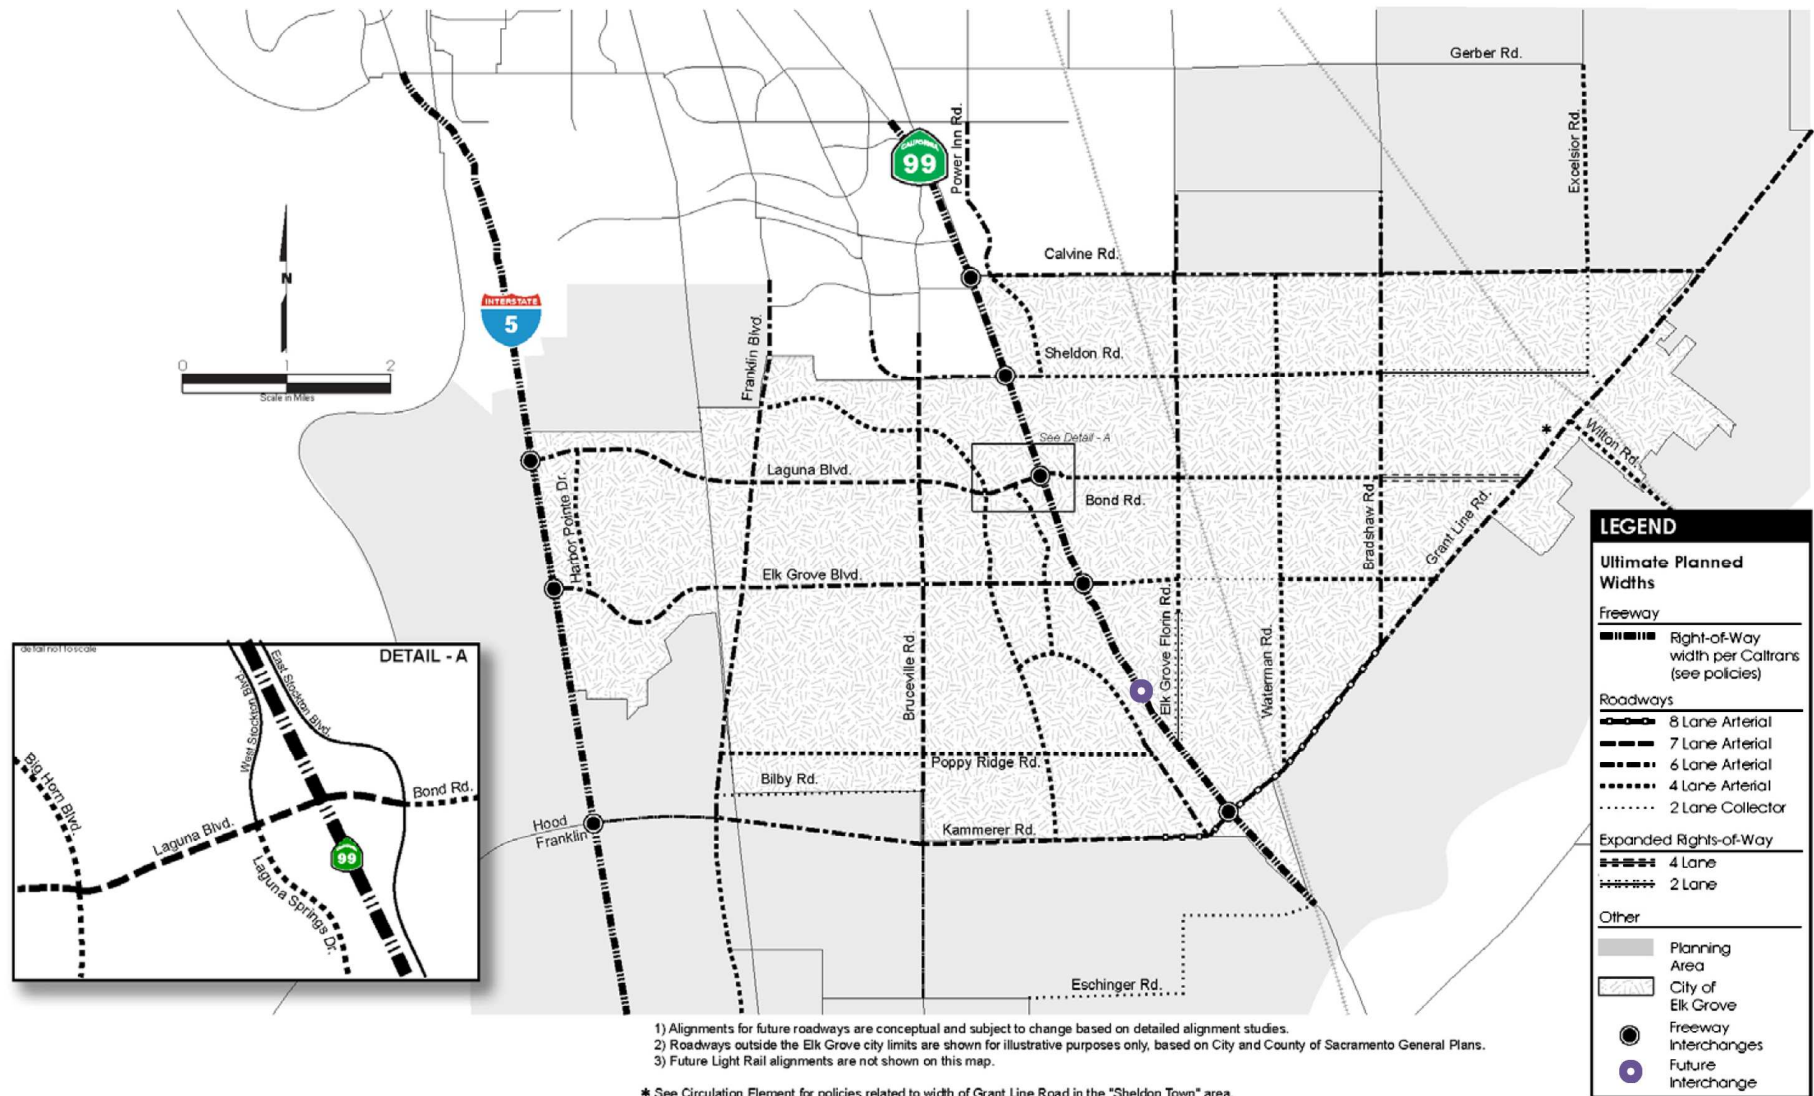 Gerber Rd.
Power Inn Rd.
Excelsior Rd.
CALIFORNIA
99
Calvine Rd.
N
INTERSTATE
5
Franklin Blvd.
Sheldon Rd.
0 1 2
Scale in Miles
See Detail - A
*
Wilton Rd.
Laguna Blvd.
Bond Rd.
Harbor Pointe Dr.
Bradshaw Rd.
Grant Line Rd.
Elk Grove Blvd.
Bruceville Rd.
Elk Grove Florin Rd.
Waterman Rd.
Poppy Ridge Rd.
Bilby Rd.
Hood
Franklin
Kammerer Rd.
Eschinger Rd.
detail not to scale
DETAIL - A
East Stockton Blvd.
West Stockton Blvd
Big Horn Blvd.
Bond Rd.
Laguna Blvd.
99
Laguna Springs Dr.
LEGEND
Ultimate Planned
Widths
Freeway
Right-of-Way
width per Caltrans
(see policies)
Roadways
8 Lane Arterial
7 Lane Arterial
6 Lane Arterial
4 Lane Arterial
2 Lane Collector
Expanded Rights-of-Way
4 Lane
2 Lane
Other
Planning
Area
City of
Elk Grove
Freeway
Interchanges
Future
Interchange
1) Alignments for future roadways are conceptual and subject to change based on detailed alignment studies.
2) Roadways outside the Elk Grove city limits are shown for illustrative purposes only, based on City and County of Sacramento General Plans.
3) Future Light Rail alignments are not shown on this map.
* See Circulation Element for policies related to width of Grant Line Road in the "Sheldon Town" area.